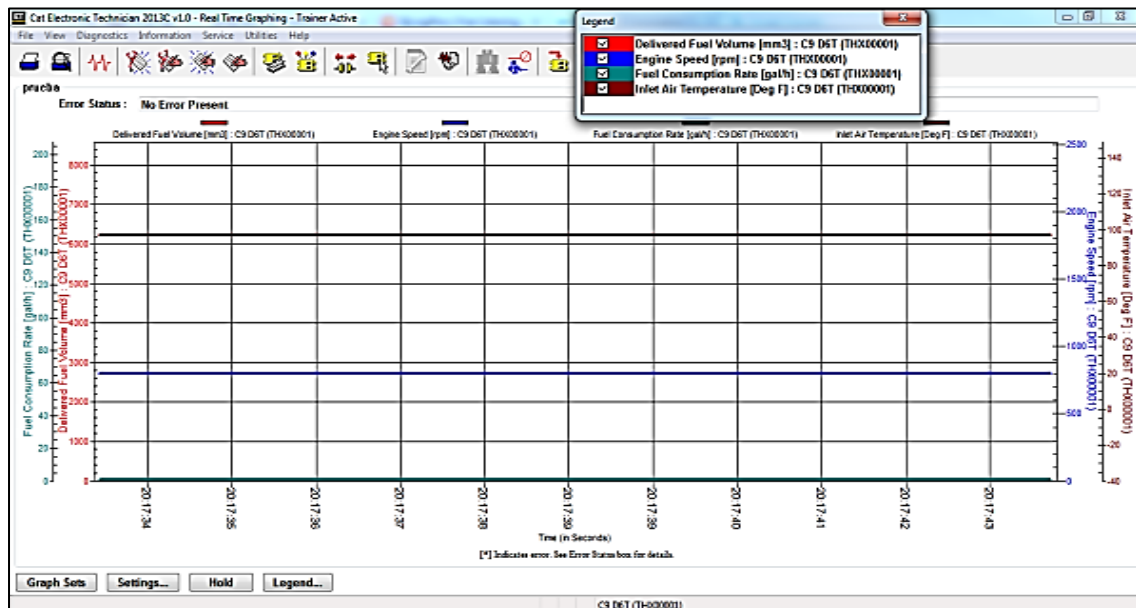 Cat Electronic Technician 2013C v1.0 - Real Time Graphing - Trainer Active
File View Diagnostics Information Service Utilities Help
Legend
Delivered Fuel Volume [mm3] : C9 D6T (THX00001)
Engine Speed [rpm] : C9 D6T (THX00001)
Fuel Consumption Rate [gal/h] : C9 D6T (THX00001)
Inlet Air Temperature [Deg F] : C9 D6T (THX00001)
prucba
Error Status : No Error Present
Delivered Fuel Volume [mm3] : C9 D6T (THX00001) Engine Speed [rpm] : C9 D6T (THX00001) Fuel Consumption Rate [gal/h] : C9 D6T (THX00001) Inlet Air Temperature [Deg F] : C9 D6T (THX00001)
Fuel Consumption Rate [gal/h] : C9 D6T (THX00001)
200
180
160
140
120
100
80
60
40
20
0
Delivered Fuel Volume [mm3] : C9 D6T (THX00001)
8000
7000
6000
5000
4000
3000
2000
1000
0
2500
2000
1500
1000
500
0
Engine Speed [rpm] : C9 D6T (THX00001)
140
120
100
80
60
40
20
0
-20
-40
Inlet Air Temperature [Deg F] : C9 D6T (THX00001)
20:17:34 20:17:35 20:17:36 20:17:37 20:17:38 20:17:39 20:17:39 20:17:40 20:17:41 20:17:42 20:17:43
Time (in Seconds)
[*] Indicates error. See Error Status box for details.
Graph Sets Settings... Hold Legend...
C9 D6T (THX00001)